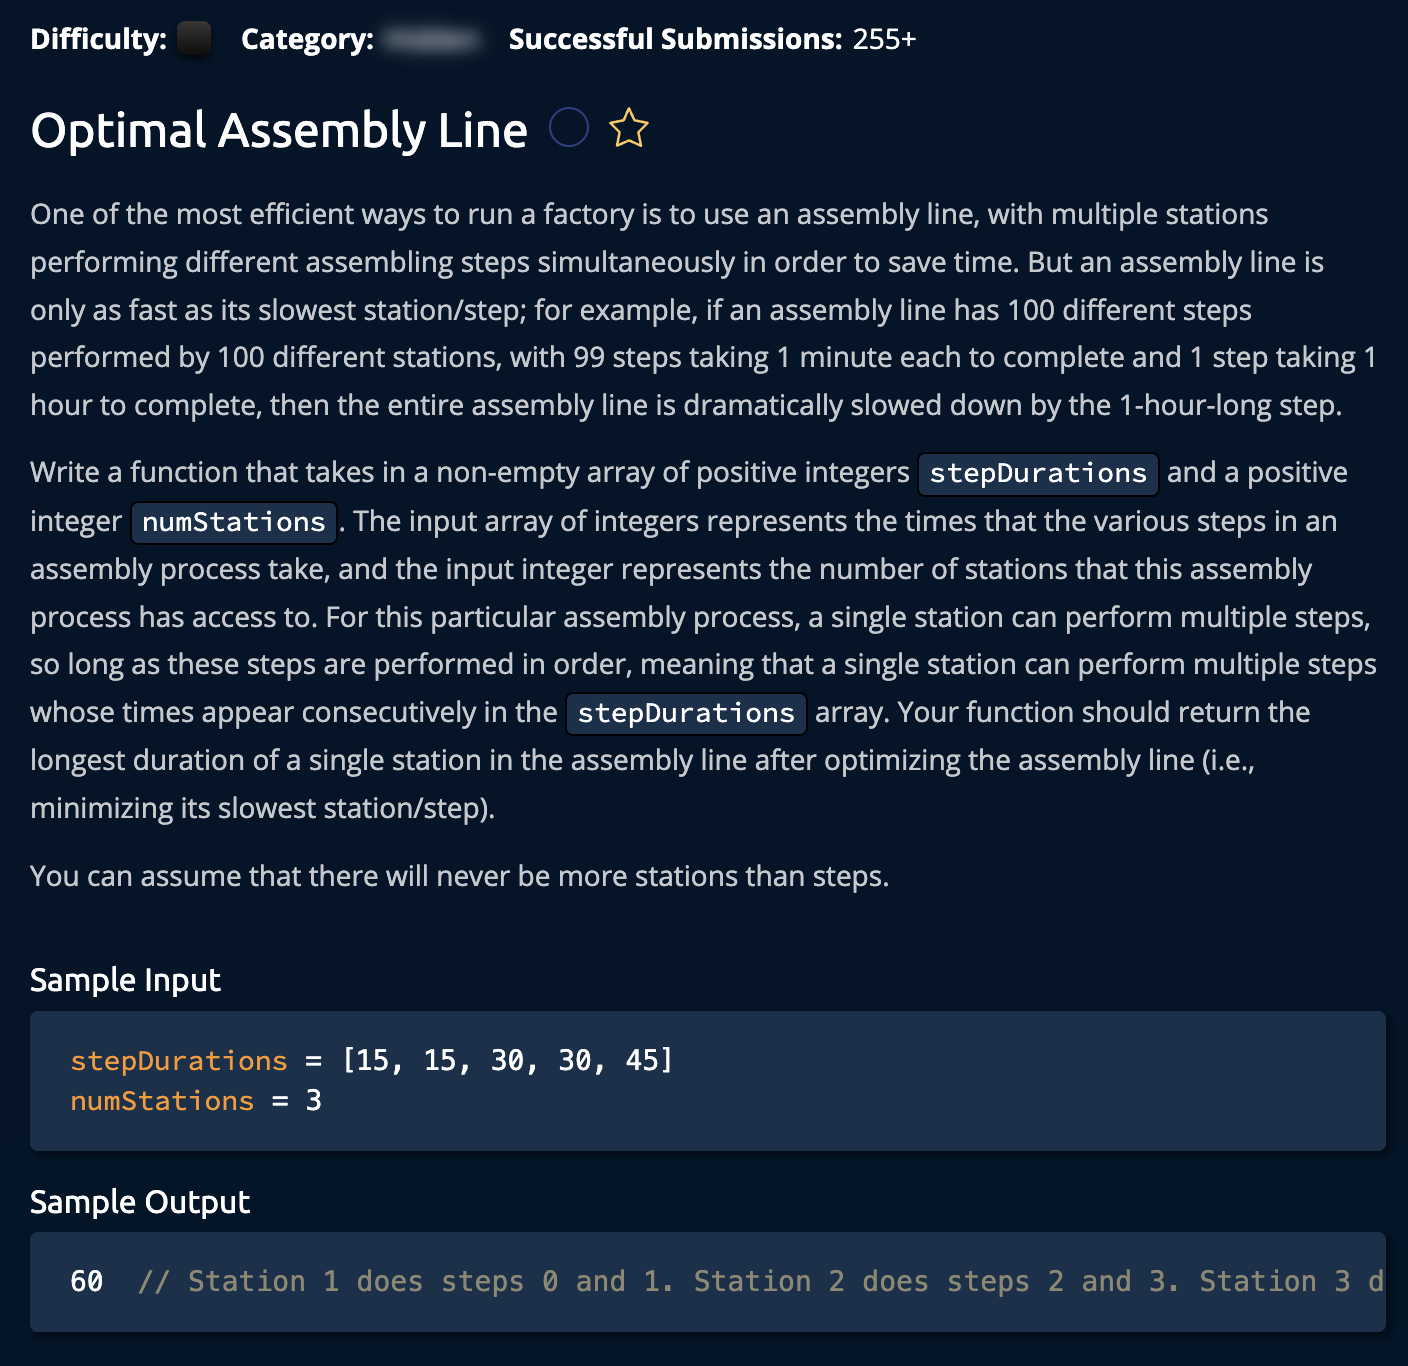 Difficulty: Category: Successful Submissions: 255+
Optimal Assembly Line
One of the most efficient ways to run a factory is to use an assembly line, with multiple stations
performing different assembling steps simultaneously in order to save time. But an assembly line is
only as fast as its slowest station/step; for example, if an assembly line has 100 different steps
performed by 100 different stations, with 99 steps taking 1 minute each to complete and 1 step taking 1
hour to complete, then the entire assembly line is dramatically slowed down by the 1-hour-long step.
Write a function that takes in a non-empty array of positive integers stepDurations and a positive
integer numStations. The input array of integers represents the times that the various steps in an
assembly process take, and the input integer represents the number of stations that this assembly
process has access to. For this particular assembly process, a single station can perform multiple steps,
so long as these steps are performed in order, meaning that a single station can perform multiple steps
whose times appear consecutively in the stepDurations array. Your function should return the
longest duration of a single station in the assembly line after optimizing the assembly line (i.e.,
minimizing its slowest station/step).
You can assume that there will never be more stations than steps.
Sample Input
stepDurations = [15, 15, 30, 30, 45]
numStations = 3
Sample Output
60 // Station 1 does steps 0 and 1. Station 2 does steps 2 and 3. Station 3 d